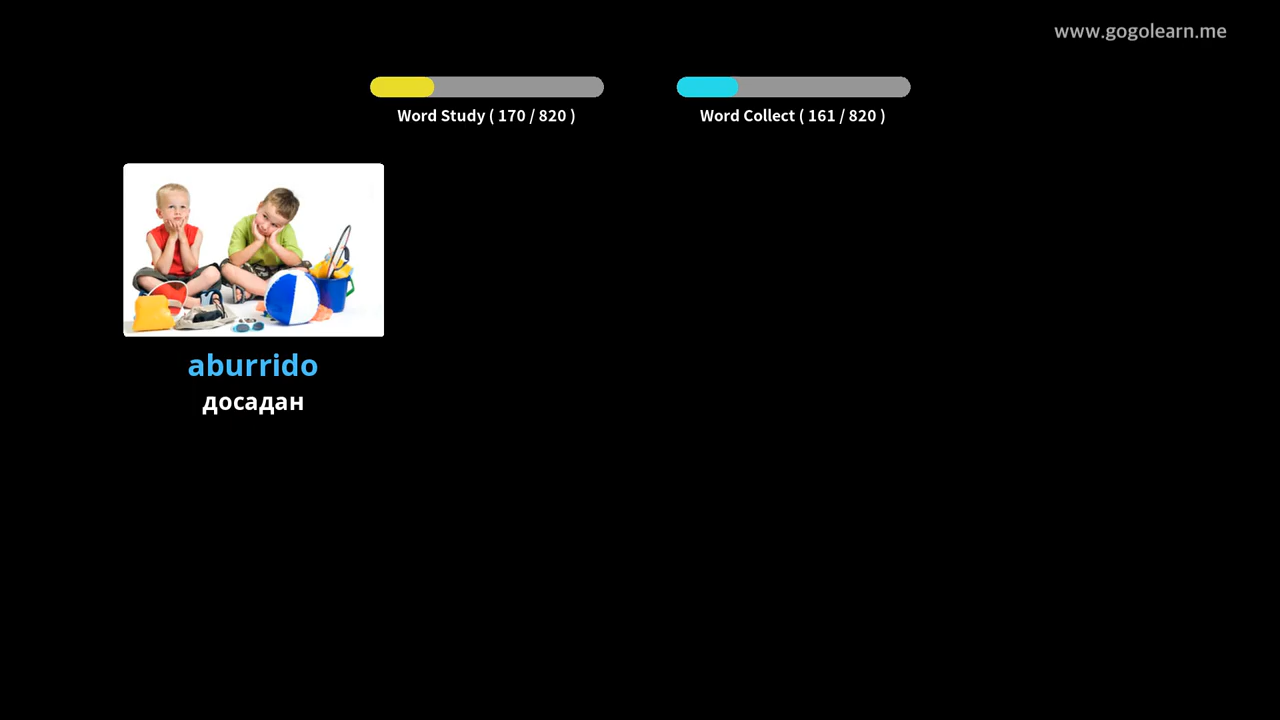 www.gogolearn.me
Word Study ( 170 / 820 )
Word Collect ( 161 / 820 )
aburrido
досадан